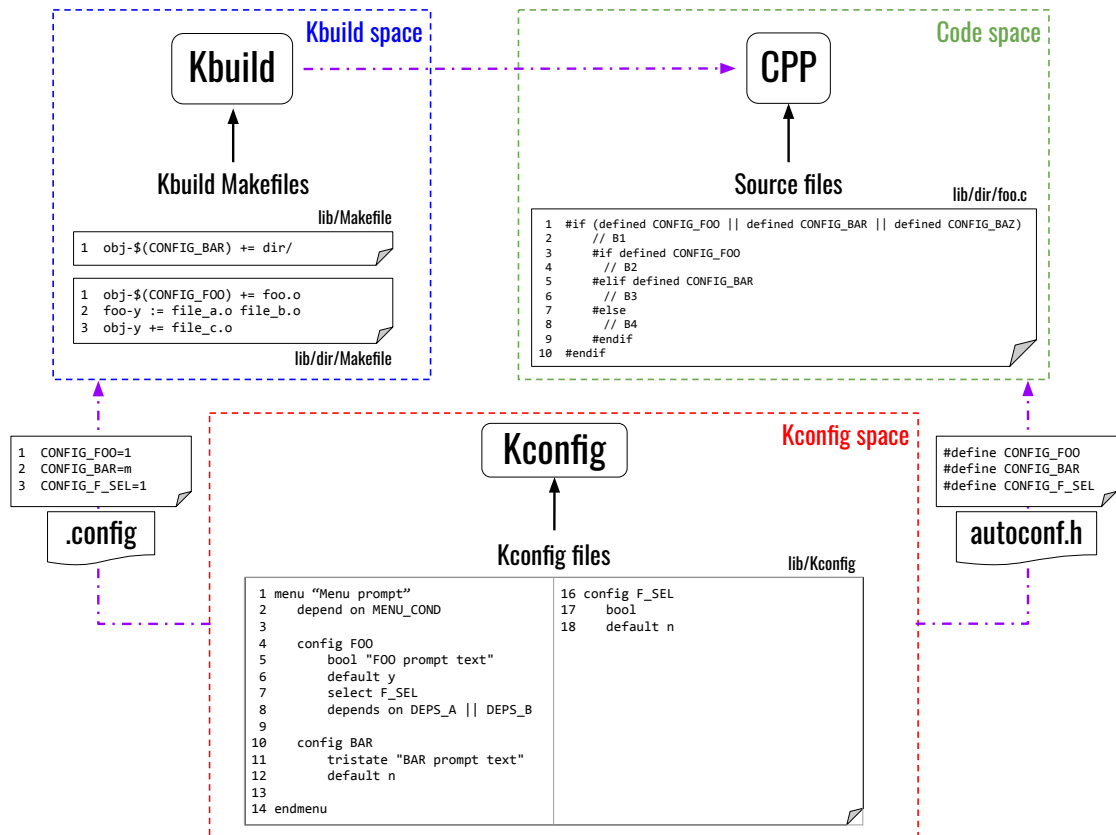 Kbuild space
Kbuild
Kbuild Makefiles
lib/Makefile
1 obj-$(CONFIG_BAR) += dir/
1 obj-$(CONFIG_FOO) += foo.o
2 foo-y := file_a.o file_b.o
3 obj-y += file_c.o
lib/dir/Makefile
Code space
CPP
Source files
lib/dir/foo.c
1 #if (defined CONFIG_FOO || defined CONFIG_BAR || defined CONFIG_BAZ)
2 // B1
3 #if defined CONFIG_FOO
4 // B2
5 #elif defined CONFIG_BAR
6 // B3
7 #else
8 // B4
9 #endif
10 #endif
1 CONFIG_FOO=1
2 CONFIG_BAR=m
3 CONFIG_F_SEL=1
.config
Kconfig space
Kconfig
Kconfig files
lib/Kconfig
1 menu “Menu prompt”
2 depend on MENU_COND
3
4 config FOO
5 bool "FOO prompt text"
6 default y
7 select F_SEL
8 depends on DEPS_A || DEPS_B
9
10 config BAR
11 tristate "BAR prompt text"
12 default n
13
14 endmenu
16 config F_SEL
17 bool
18 default n
#define CONFIG_FOO
#define CONFIG_BAR
#define CONFIG_F_SEL
autoconf.h